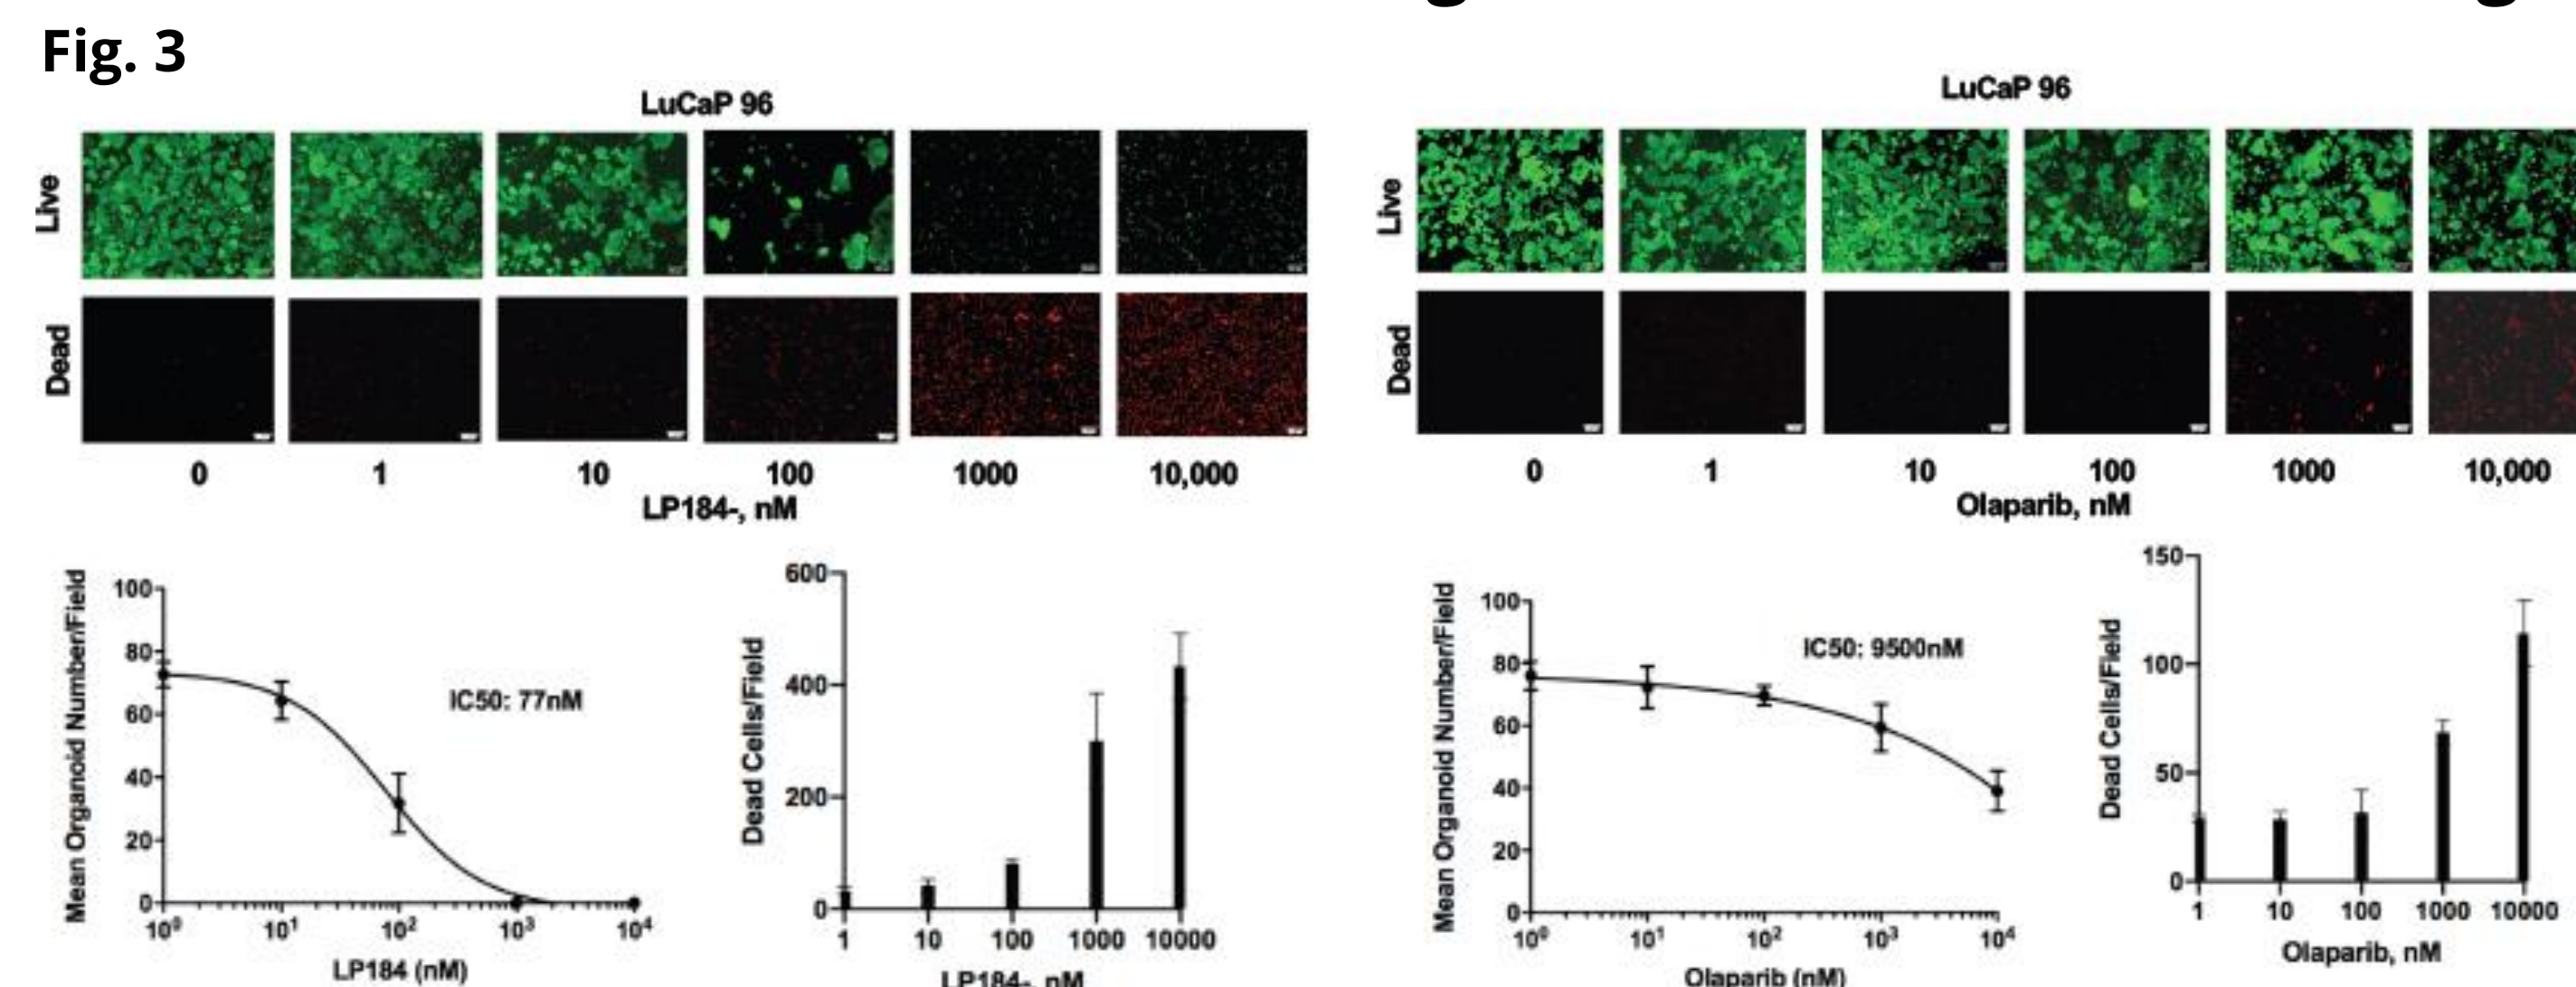 Fig. 3
LuCaP 96
Live
Dead
0 1 10 100 1000 10,000
LP184-, nM
Mean Organoid Number/Field
100
80
60
40
20
0
IC50: 77nM
10⁰ 10¹ 10² 10³ 10⁴
LP184 (nM)
Dead Cells/Field
600
400
200
0
1 10 100 1000 10000
LP184-, nM
LuCaP 96
Live
Dead
0 1 10 100 1000 10,000
Olaparib, nM
Mean Organoid Number/Field
100
80
60
40
20
0
IC50: 9500nM
10⁰ 10¹ 10² 10³ 10⁴
Olaparib (nM)
Dead Cells/Field
150
100
50
0
1 10 100 1000 10000
Olaparib, nM